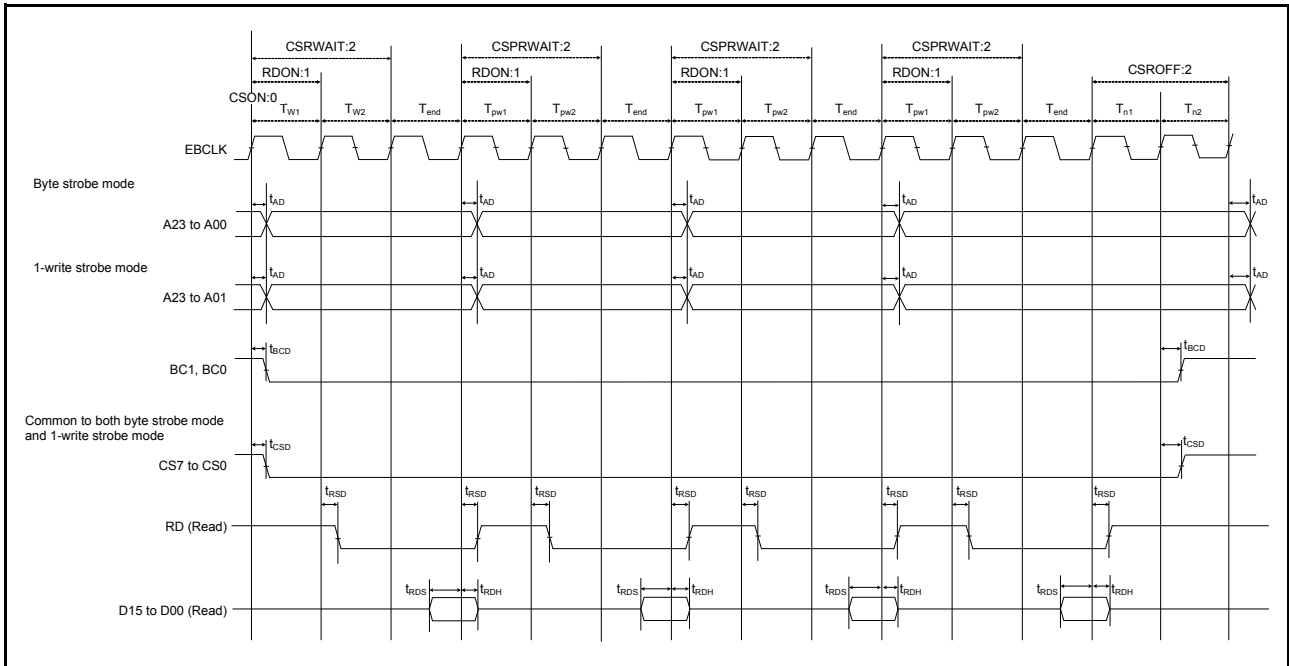 CSRWAIT:2 CSPRWAIT:2 CSPRWAIT:2 CSPRWAIT:2
RDON:1 RDON:1 RDON:1 RDON:1 CSROFF:2
CSON:0
TW1 TW2 Tend Tpw1 Tpw2 Tend Tpw1 Tpw2 Tend Tpw1 Tpw2 Tend Tn1 Tn2
EBCLK
Byte strobe mode
tAD tAD tAD tAD tAD
A23 to A00
1-write strobe mode
tAD tAD tAD tAD tAD
A23 to A01
tBCD tBCD
BC1, BC0
Common to both byte strobe mode
and 1-write strobe mode
tCSD tCSD
CS7 to CS0
tRSD tRSD tRSD tRSD tRSD tRSD tRSD tRSD
RD (Read)
tRDS tRDH tRDS tRDH tRDS tRDH tRDS tRDH
D15 to D00 (Read)